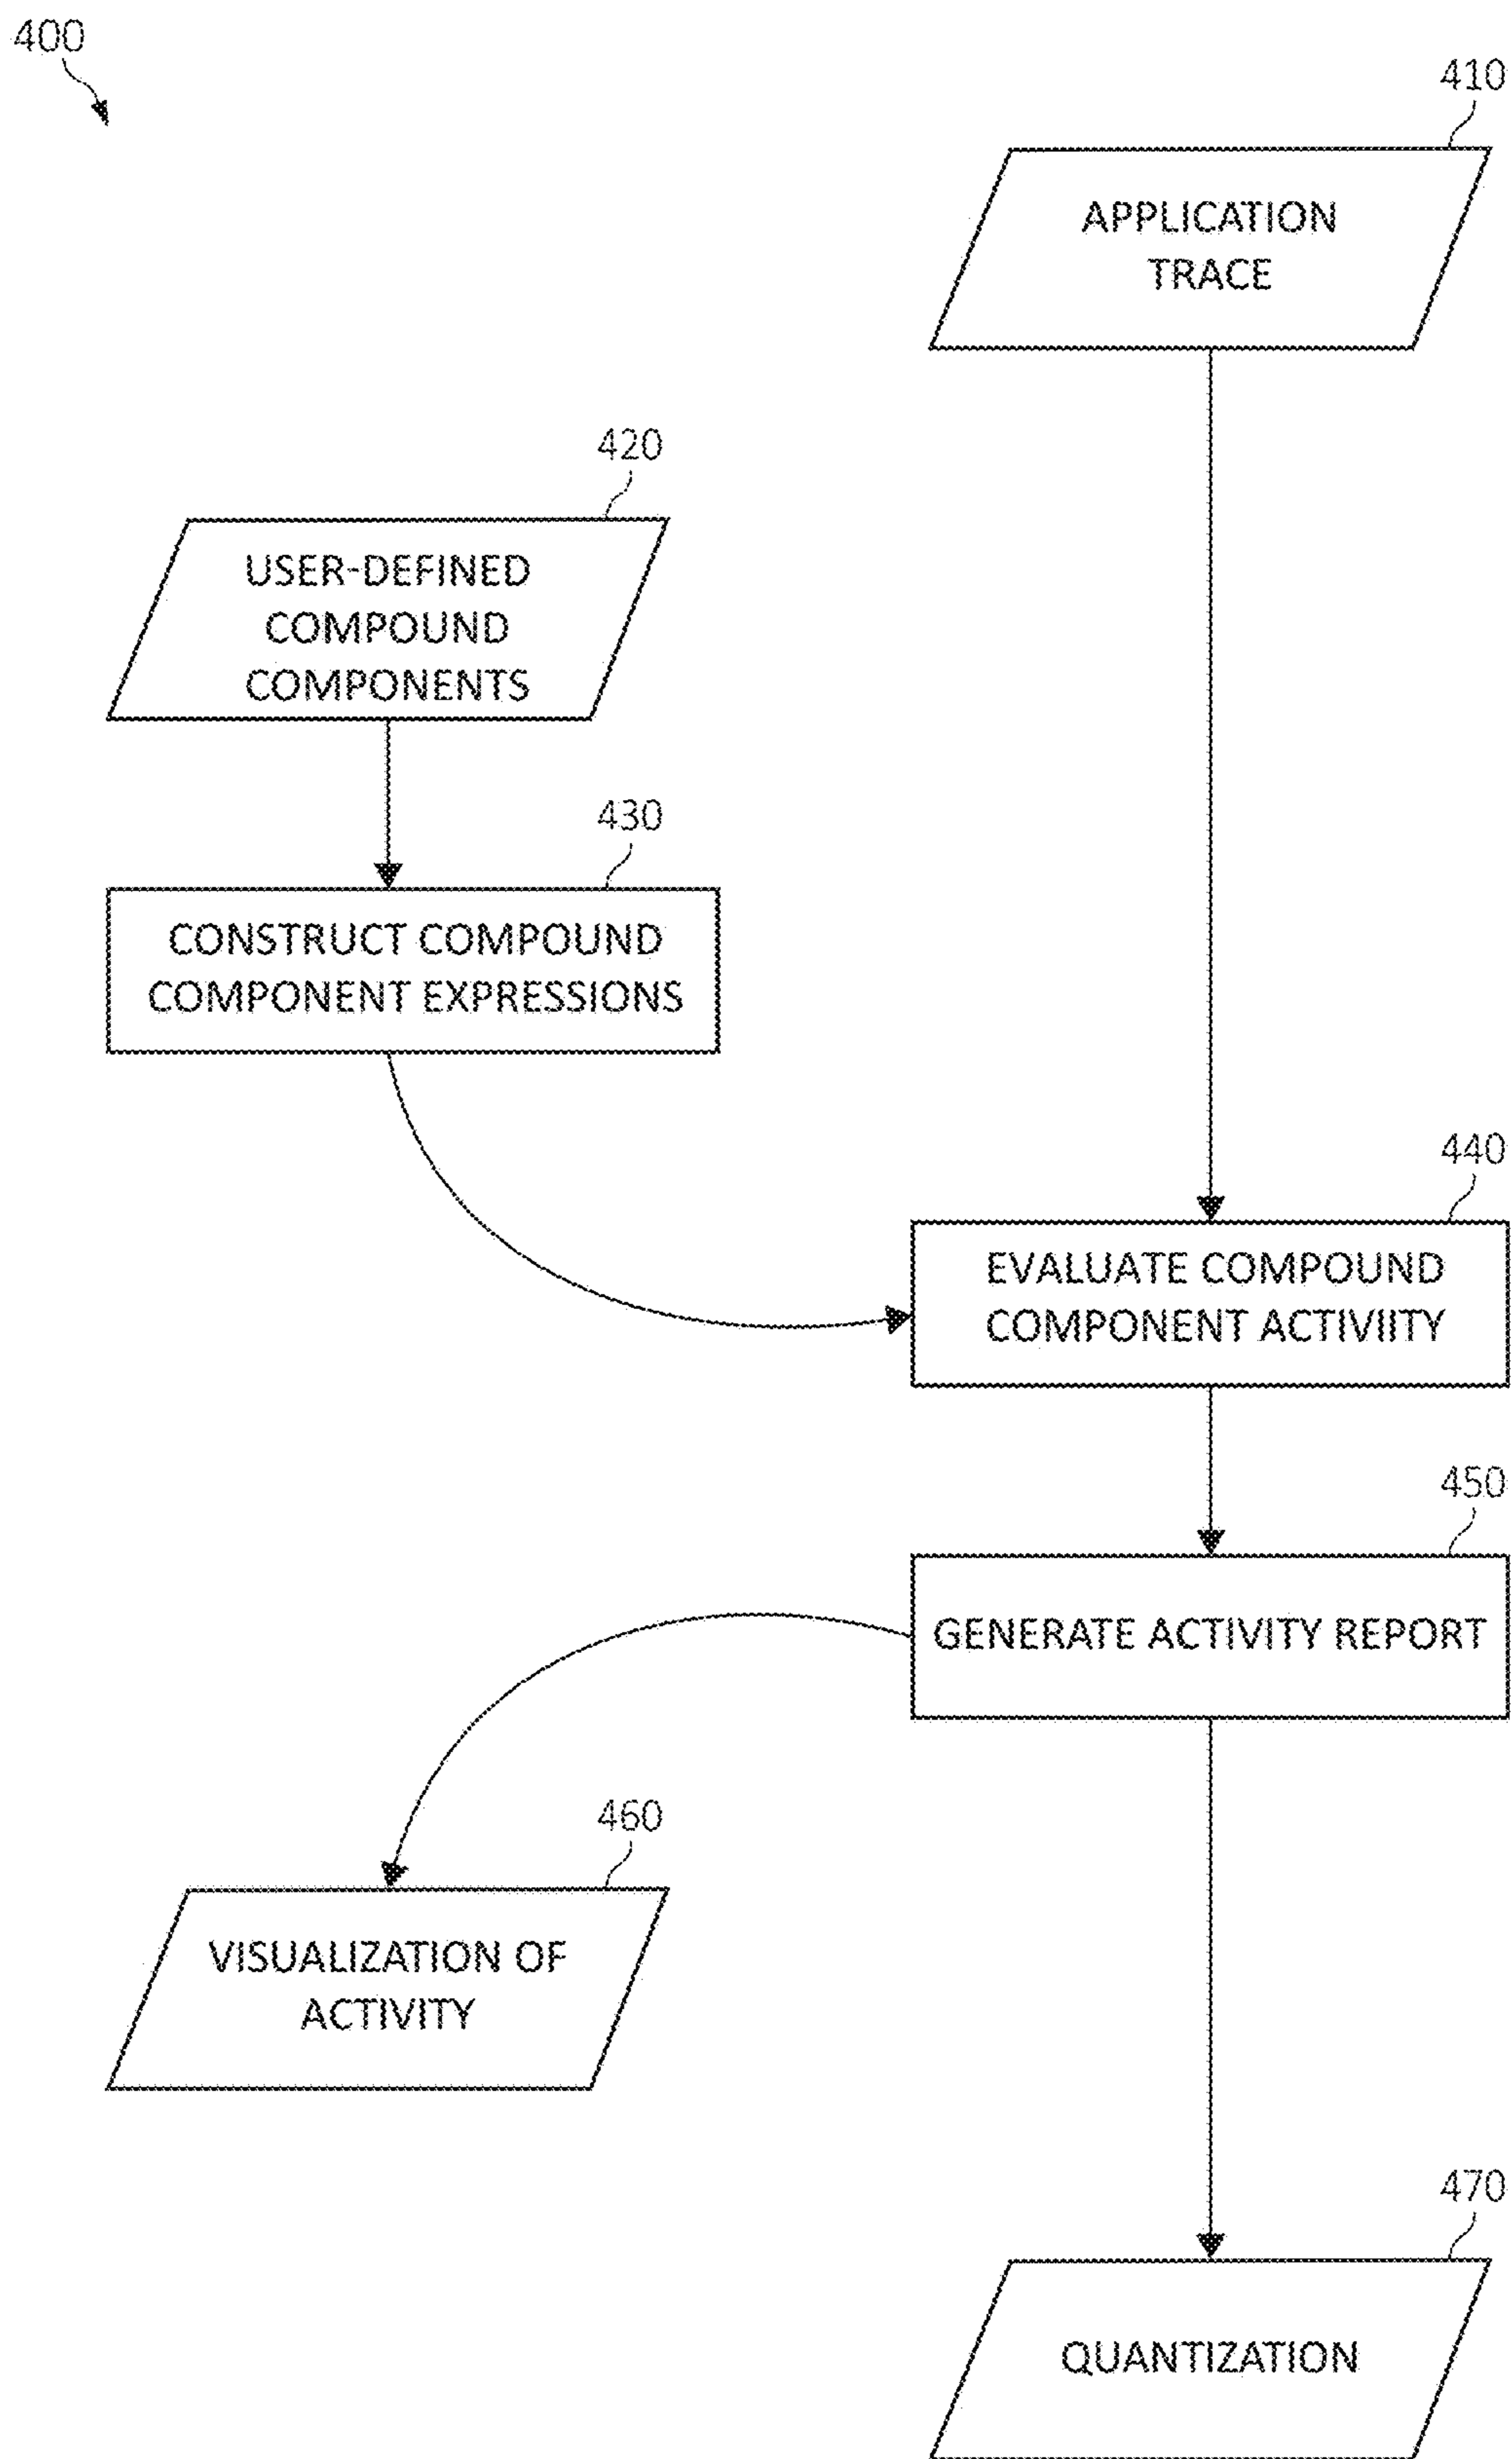 400
410
APPLICATION
TRACE
420
USER-DEFINED
COMPOUND
COMPONENTS
430
CONSTRUCT COMPOUND
COMPONENT EXPRESSIONS
440
EVALUATE COMPOUND
COMPONENT ACTIVIITY
450
GENERATE ACTIVITY REPORT
460
VISUALIZATION OF
ACTIVITY
470
QUANTIZATION